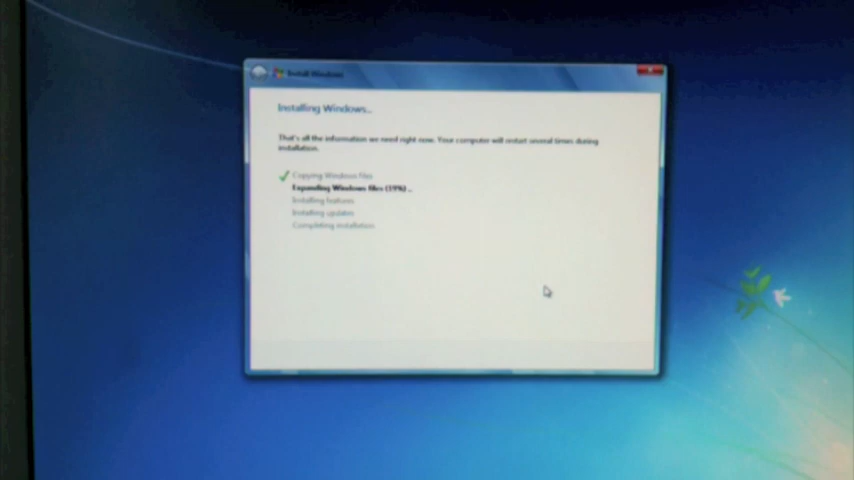 Install Windows
Installing Windows...
That's all the information we need right now. Your computer will restart several times during
installation.
Copying Windows files
Expanding Windows files (19%) ...
Installing features
Installing updates
Completing installation